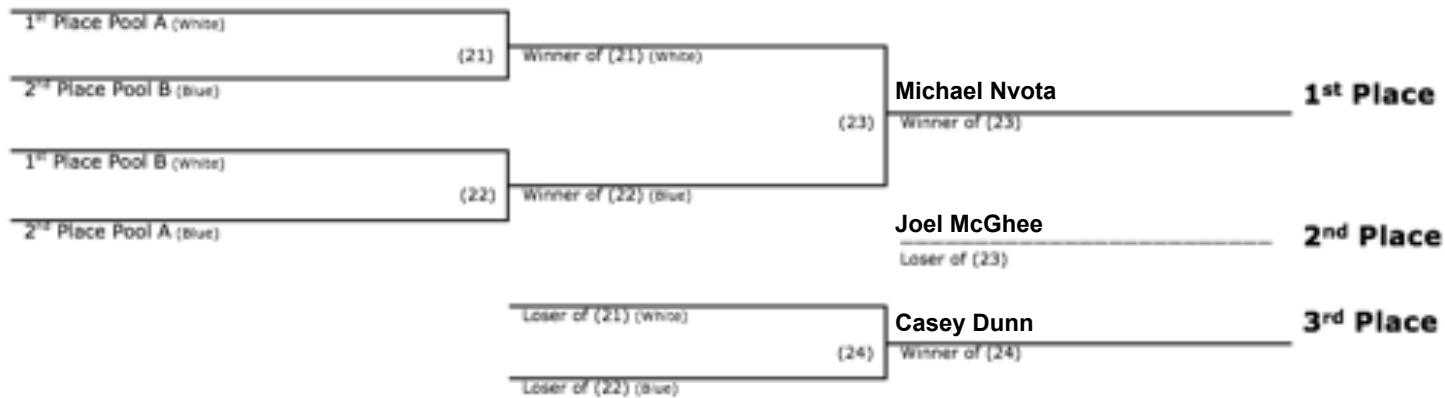 1st Place Pool A (White)
(21)
Winner of (21) (White)
2nd Place Pool B (Blue)
Michael Nvota
1st Place
(23)
Winner of (23)
1st Place Pool B (White)
(22)
Winner of (22) (Blue)
2nd Place Pool A (Blue)
Joel McGhee
2nd Place
Loser of (23)
Loser of (21) (White)
Casey Dunn
3rd Place
(24)
Winner of (24)
Loser of (22) (Blue)